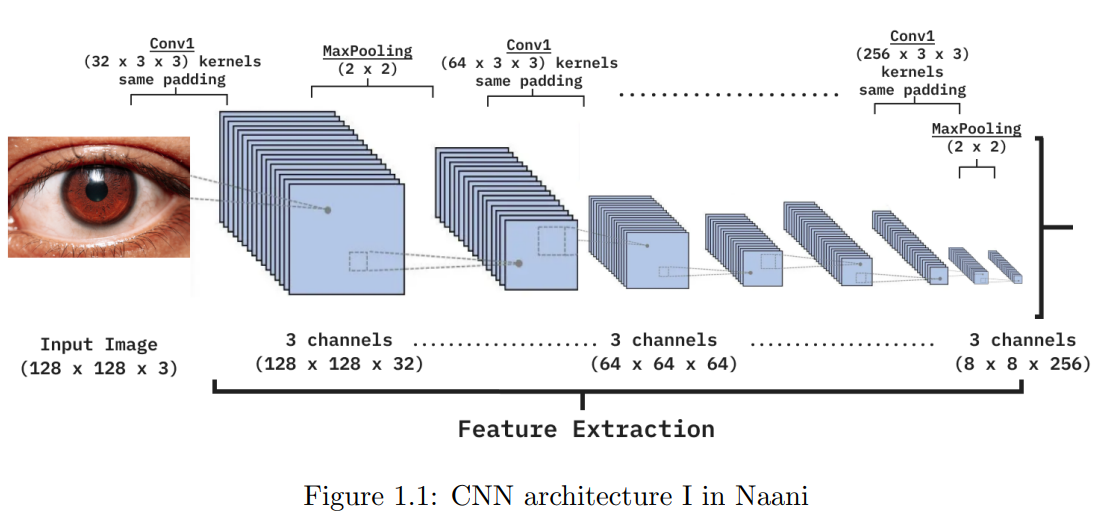 Conv1
(32 x 3 x 3) kernels
same padding
MaxPooling
(2 x 2)
Conv1
(64 x 3 x 3) kernels
same padding
Conv1
(256 x 3 x 3)
kernels
same padding
MaxPooling
(2 x 2)
Input Image
(128 x 128 x 3)
3 channels
(128 x 128 x 32)
3 channels
(64 x 64 x 64)
3 channels
(8 x 8 x 256)
Feature Extraction
Figure 1.1: CNN architecture I in Naani